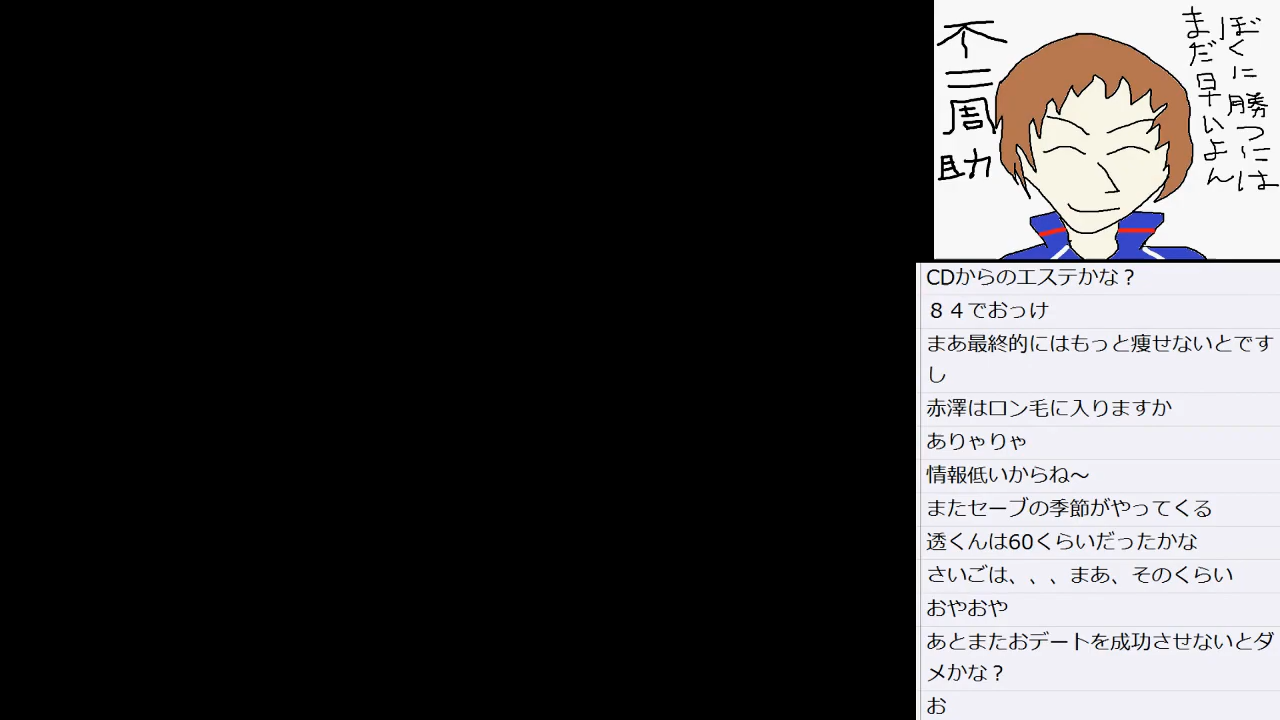 不二周助
ぼくに勝つには
まだ早いよん
CDからのエステかな？
８４でおっけ
まあ最終的にはもっと痩せないとです
し
赤澤はロン毛に入りますか
ありゃりゃ
情報低いからね～
またセーブの季節がやってくる
透くんは60くらいだったかな
さいごは、、、まあ、そのくらい
おやおや
あとまたおデートを成功させないとダ
メかな？
お